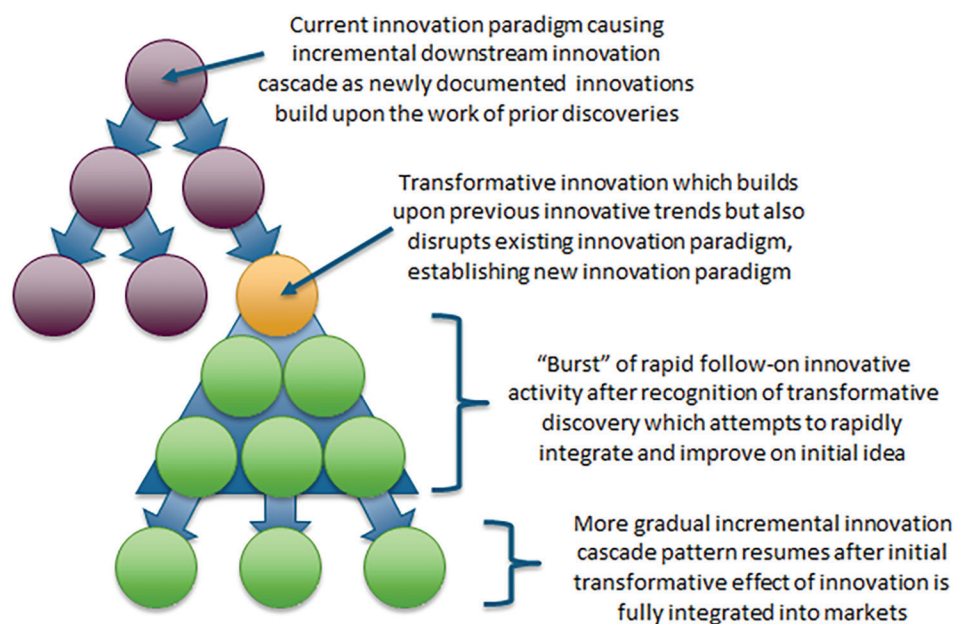 Current innovation paradigm causing
incremental downstream innovation
cascade as newly documented innovations
build upon the work of prior discoveries
Transformative innovation which builds
upon previous innovative trends but also
disrupts existing innovation paradigm,
establishing new innovation paradigm
“Burst” of rapid follow-on innovative
activity after recognition of transformative
discovery which attempts to rapidly
integrate and improve on initial idea
More gradual incremental innovation
cascade pattern resumes after initial
transformative effect of innovation is
fully integrated into markets